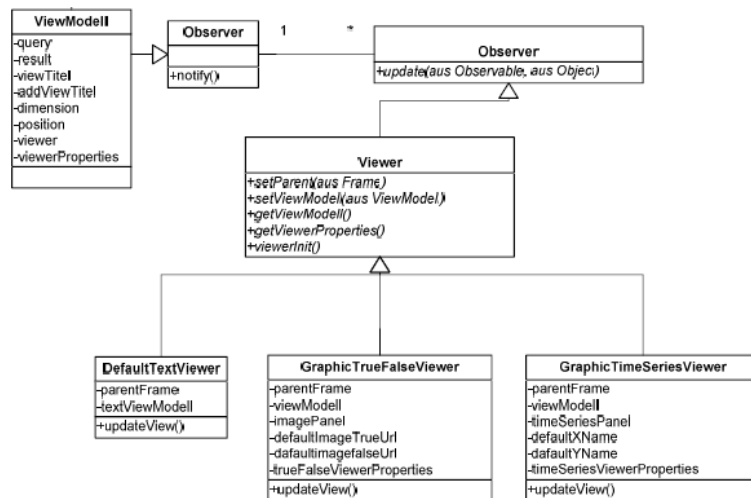 ViewModell
-query
-result
-viewTitel
-addViewTitel
-dimension
-position
-viewer
-viewerProperties
Observer
+notify()
1
*
Observer
+update(aus Observable, aus Object)
Viewer
+setParent(aus Frame)
+setViewModel(aus ViewModel)
+getViewModell()
+getViewerProperties()
+viewerInit()
DefaultTextViewer
-parentFrame
-textViewModell
+updateView()
GraphicTrueFalseViewer
-parentFrame
-viewModell
-imagePanel
-defaultImageTrueUrl
-dafaultimagefalseUrl
-trueFalseViewerProperties
+updateView()
GraphicTimeSeriesViewer
-parentFrame
-viewModell
-timeSeriesPanel
-defaultXName
-dafaultYName
-timeSeriesViewerProperties
+updateView()